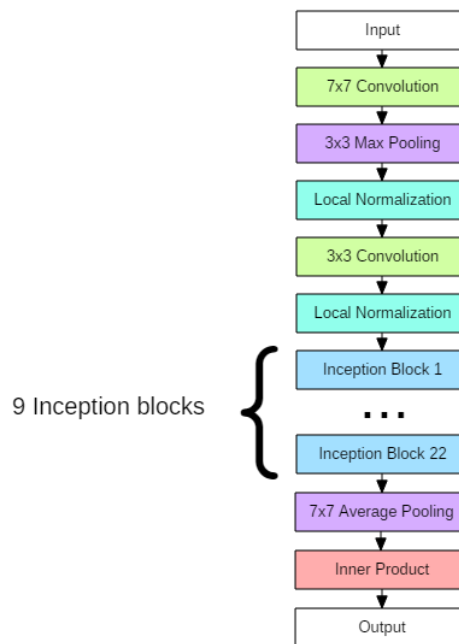 Input
7x7 Convolution
3x3 Max Pooling
Local Normalization
3x3 Convolution
Local Normalization
Inception Block 1
9 Inception blocks
...
Inception Block 22
7x7 Average Pooling
Inner Product
Output